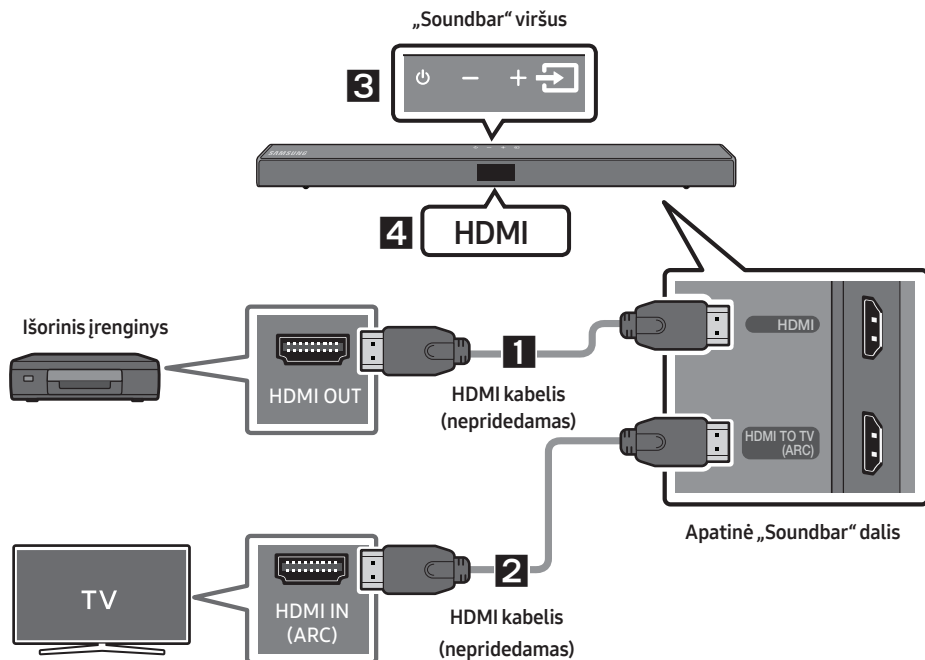 „Soundbar“ viršus
3
SAMSUNG
4
HDMI
Išorinis įrenginys
HDMI OUT
1
HDMI kabelis
(nepridedamas)
HDMI
HDMI TO TV
(ARC)
Apatinė „Soundbar“ dalis
TV
HDMI IN
(ARC)
2
HDMI kabelis
(nepridedamas)